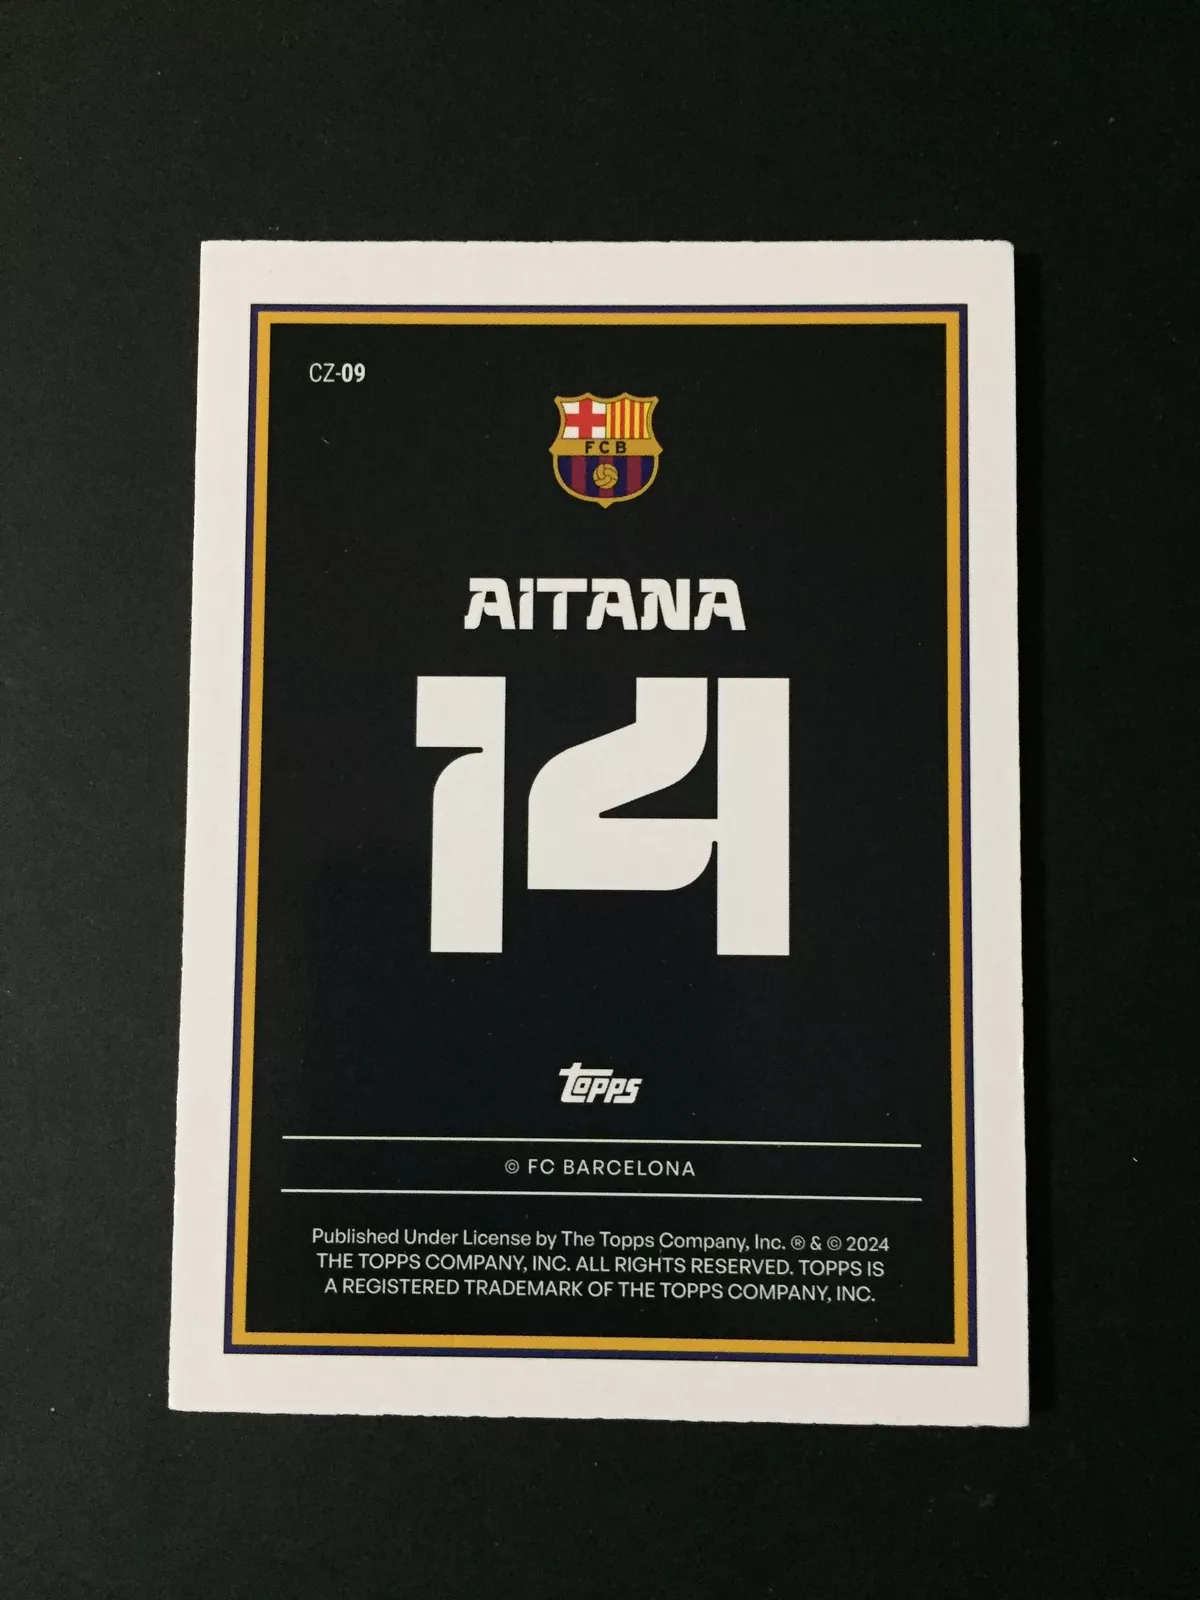 CZ-09
FCB
AITANA
14
topps
© FC BARCELONA
Published Under License by The Topps Company, Inc. ® & © 2024
THE TOPPS COMPANY, INC. ALL RIGHTS RESERVED. TOPPS IS
A REGISTERED TRADEMARK OF THE TOPPS COMPANY, INC.